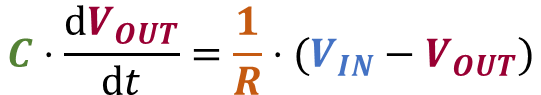 C · dV_OUT/dt = 1/R · (V_IN − V_OUT)